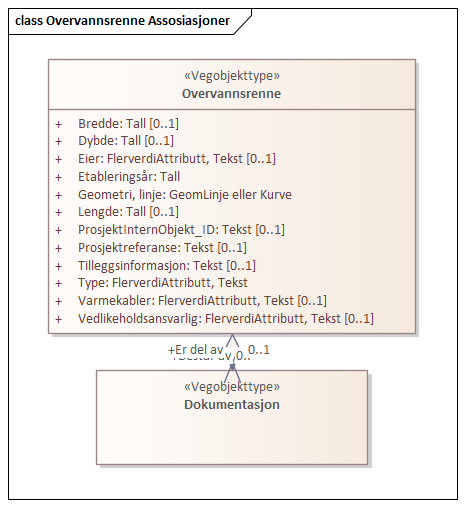 class Overvannsrenne Assosiasjoner
«Vegobjekttype»
Overvannsrenne
+ Bredde: Tall [0..1]
+ Dybde: Tall [0..1]
+ Eier: FlerverdiAttributt, Tekst [0..1]
+ Etableringsår: Tall
+ Geometri, linje: GeomLinje eller Kurve
+ Lengde: Tall [0..1]
+ ProsjektInternObjekt_ID: Tekst [0..1]
+ Prosjektreferanse: Tekst [0..1]
+ Tilleggsinformasjon: Tekst [0..1]
+ Type: FlerverdiAttributt, Tekst
+ Varmekabler: FlerverdiAttributt, Tekst [0..1]
+ Vedlikeholdsansvarlig: FlerverdiAttributt, Tekst [0..1]
+Er del av 0..1
«Vegobjekttype»
Dokumentasjon